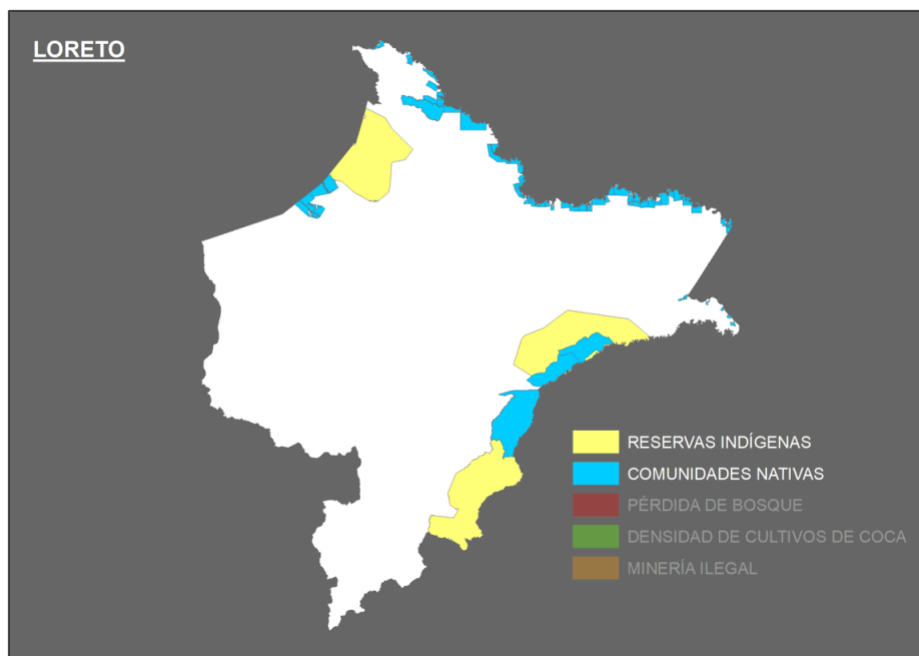 LORETO
RESERVAS INDÍGENAS
COMUNIDADES NATIVAS
PÉRDIDA DE BOSQUE
DENSIDAD DE CULTIVOS DE COCA
MINERÍA ILEGAL